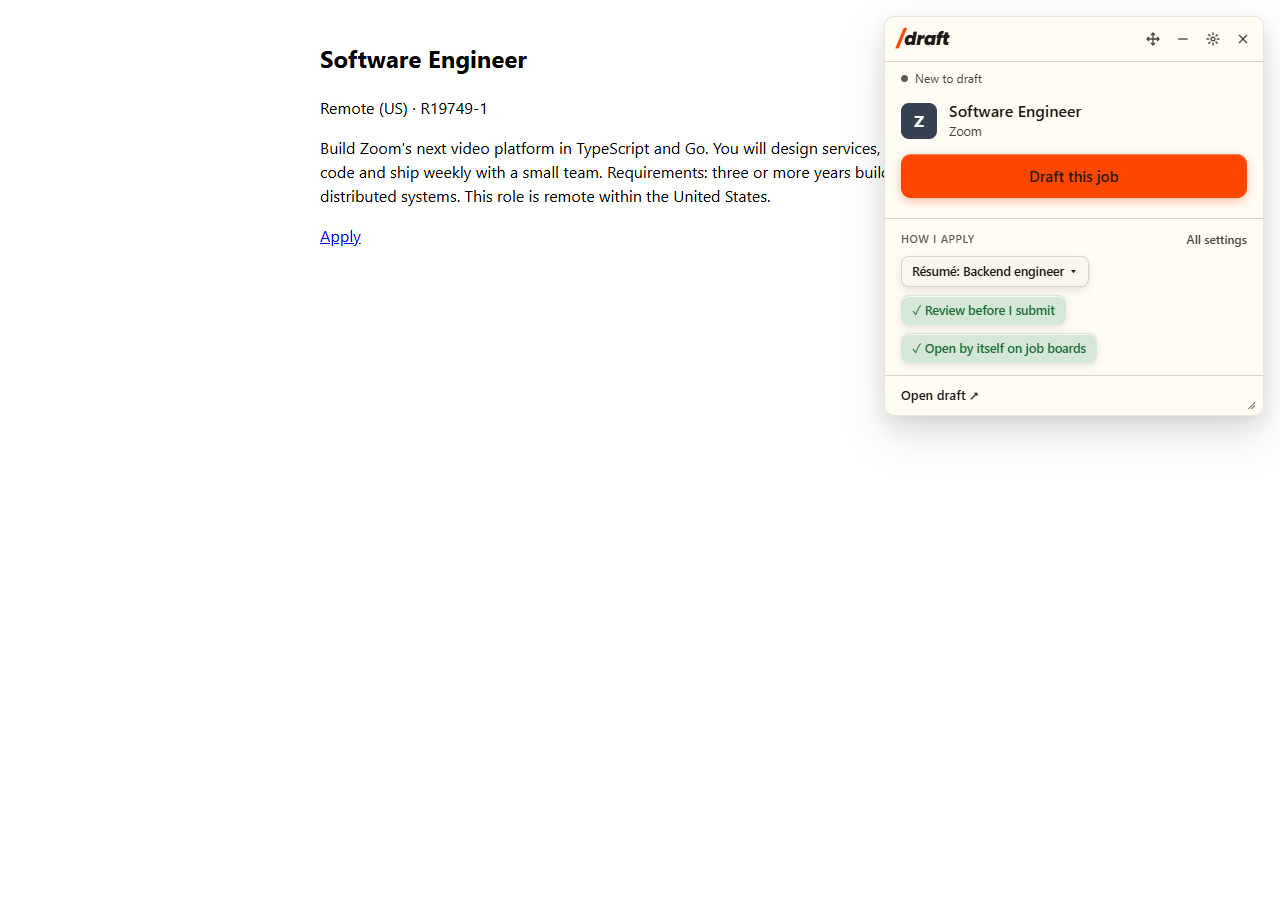 Software Engineer
Remote (US) · R19749-1
Build Zoom's next video platform in TypeScript and Go. You will design services,
code and ship weekly with a small team. Requirements: three or more years
distributed systems. This role is remote within the United States.
Apply
/draft
New to draft
Z
Software Engineer
Zoom
Draft this job
HOW I APPLY
All settings
Résumé: Backend engineer ▾
✓ Review before I submit
✓ Open by itself on job boards
Open draft ↗